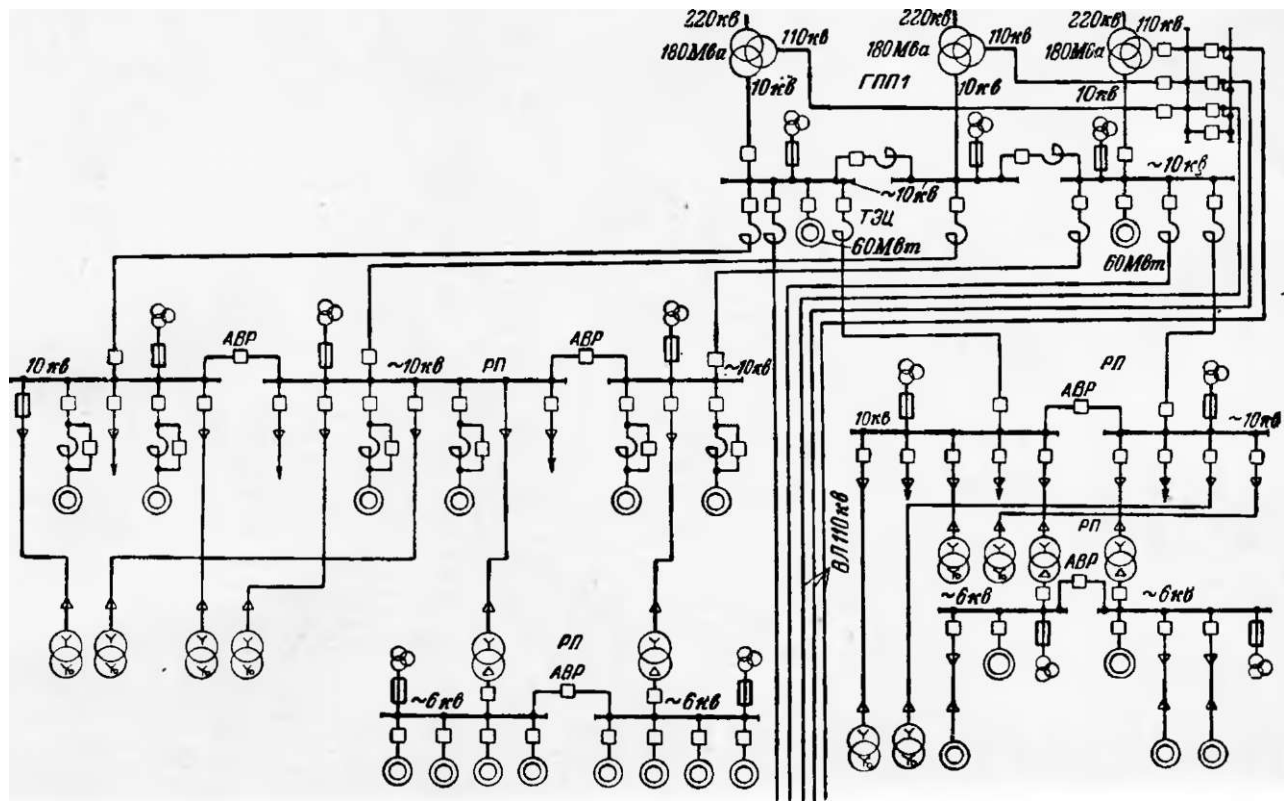 220кв
220кв
220кв
110кв
110кв
110кв
180Мва
180Мва
180Мва
ГПП1
10кв
10кв
10кв
~10кв
~10кв
ТЭЦ
60Мвт
60Мвт
АВР
АВР
10кв
~10кв
РП
~10кв
РП
АВР
10кв
~10кв
ВЛ110кв
РП
АВР
~6кв
~6кв
РП
АВР
~6кв
~6кв